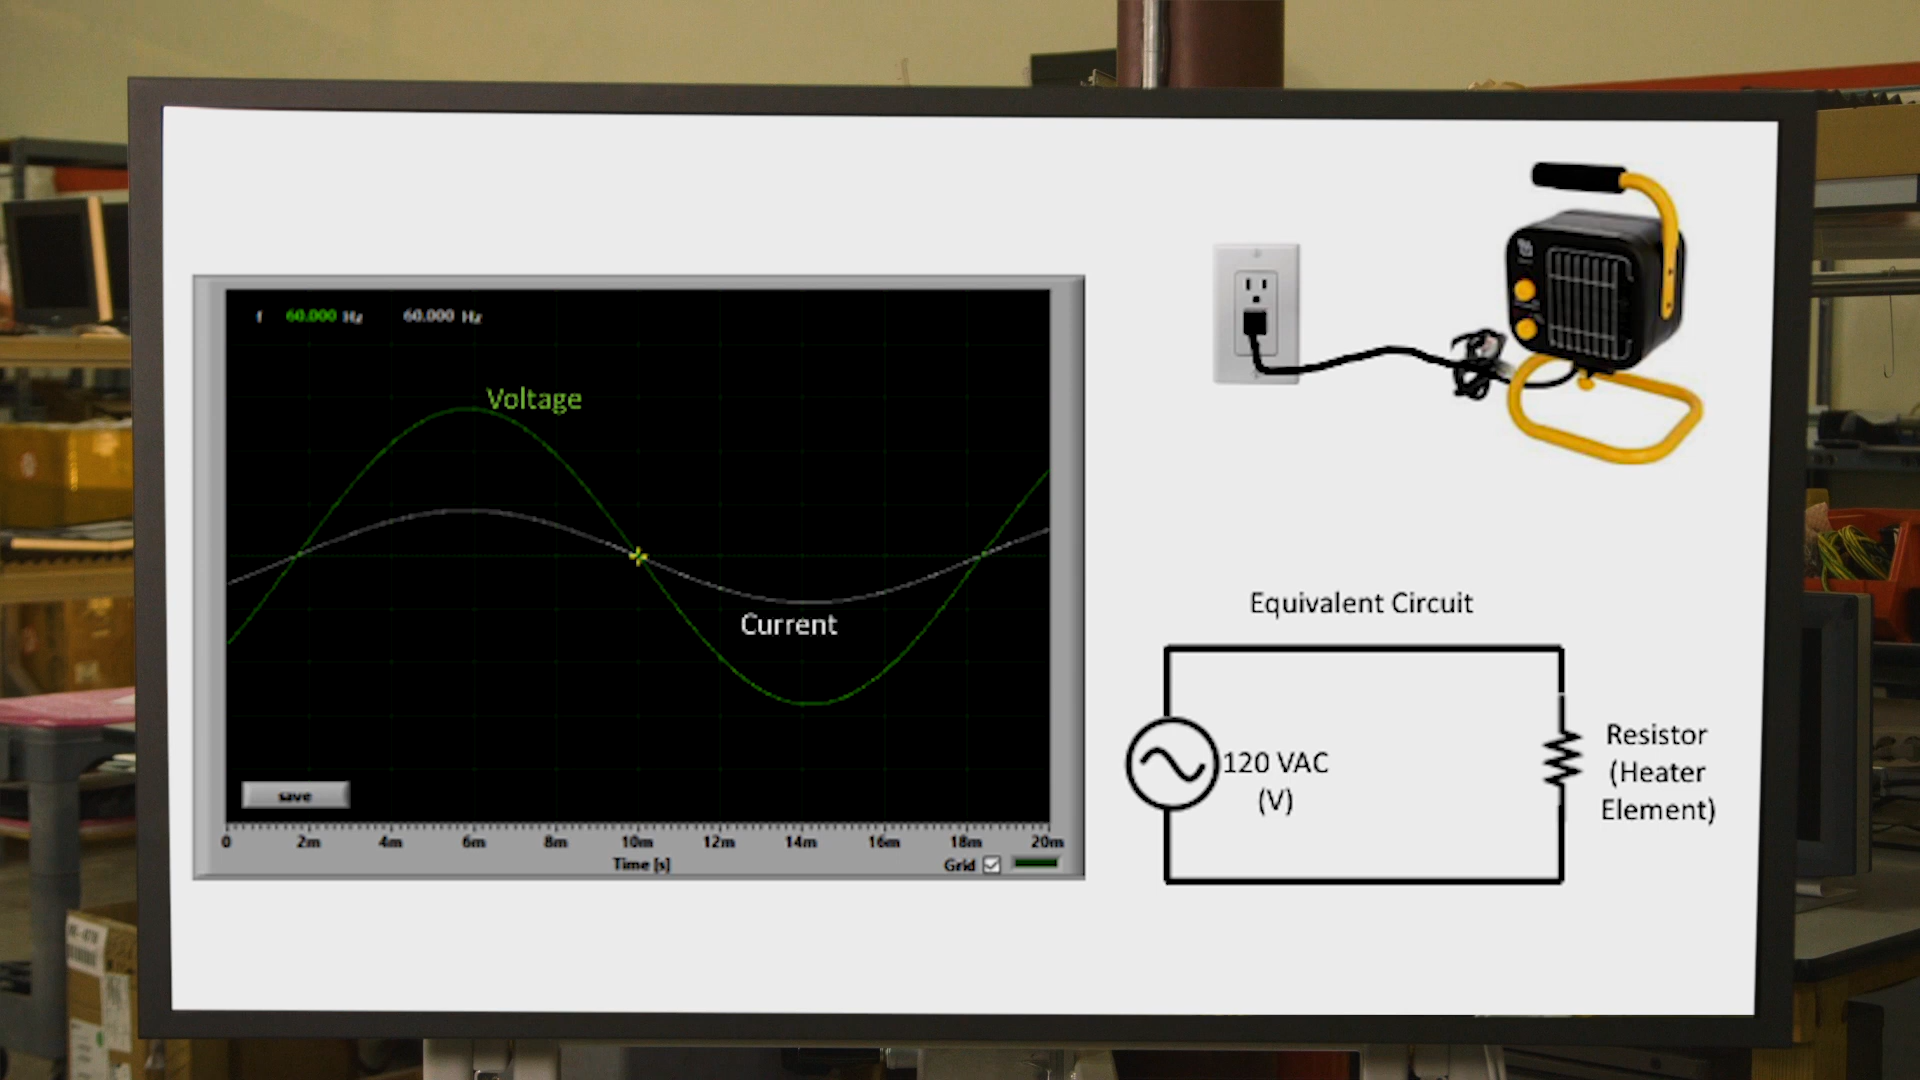 f 60.000 Hz 60.000 Hz
Voltage
Current
save
0 2m 4m 6m 8m 10m 12m 14m 16m 18m 20m
Time [s]
Grid
Equivalent Circuit
120 VAC
(V)
Resistor
(Heater
Element)